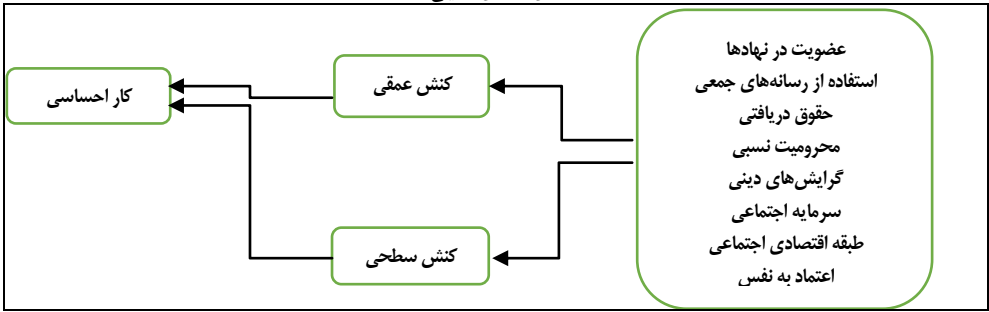 عضویت در نهادها
استفاده از رسانه‌های جمعی
حقوق دریافتی
محرومیت نسبی
گرایش‌های دینی
سرمایه اجتماعی
طبقه اقتصادی اجتماعی
اعتماد به نفس
کنش عمقی
کنش سطحی
کار احساسی